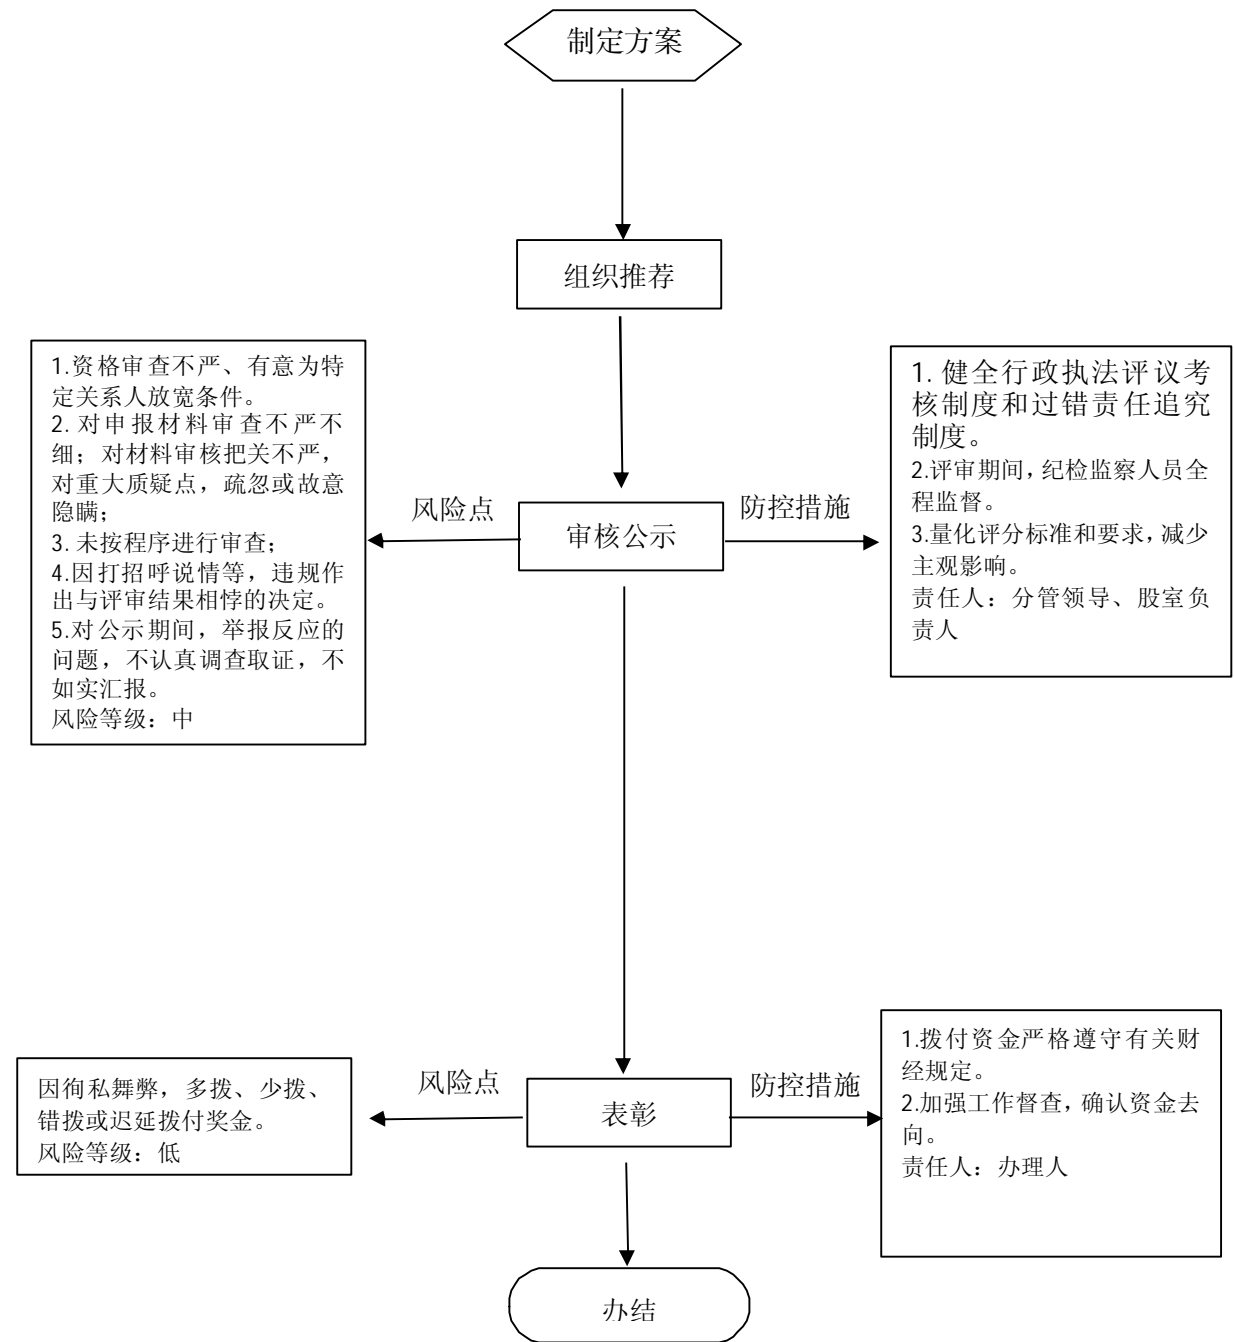 制定方案
组织推荐
1.资格审查不严、有意为特
定关系人放宽条件。
2. 对申报材料审查不严不
细；对材料审核把关不严，
对重大质疑点，疏忽或故意
隐瞒；
3. 未按程序进行审查；
4.因打招呼说情等，违规作
出与评审结果相悖的决定。
5.对公示期间，举报反应的
问题，不认真调查取证，不
如实汇报。
风险等级：中
风险点
审核公示
防控措施
1. 健全行政执法评议考
核制度和过错责任追究
制度。
2.评审期间，纪检监察人员全
程监督。
3.量化评分标准和要求，减少
主观影响。
责任人：分管领导、股室负
责人
因徇私舞弊，多拨、少拨、
错拨或迟延拨付奖金。
风险等级：低
风险点
表彰
防控措施
1.拨付资金严格遵守有关财
经规定。
2.加强工作督查，确认资金去
向。
责任人：办理人
办结